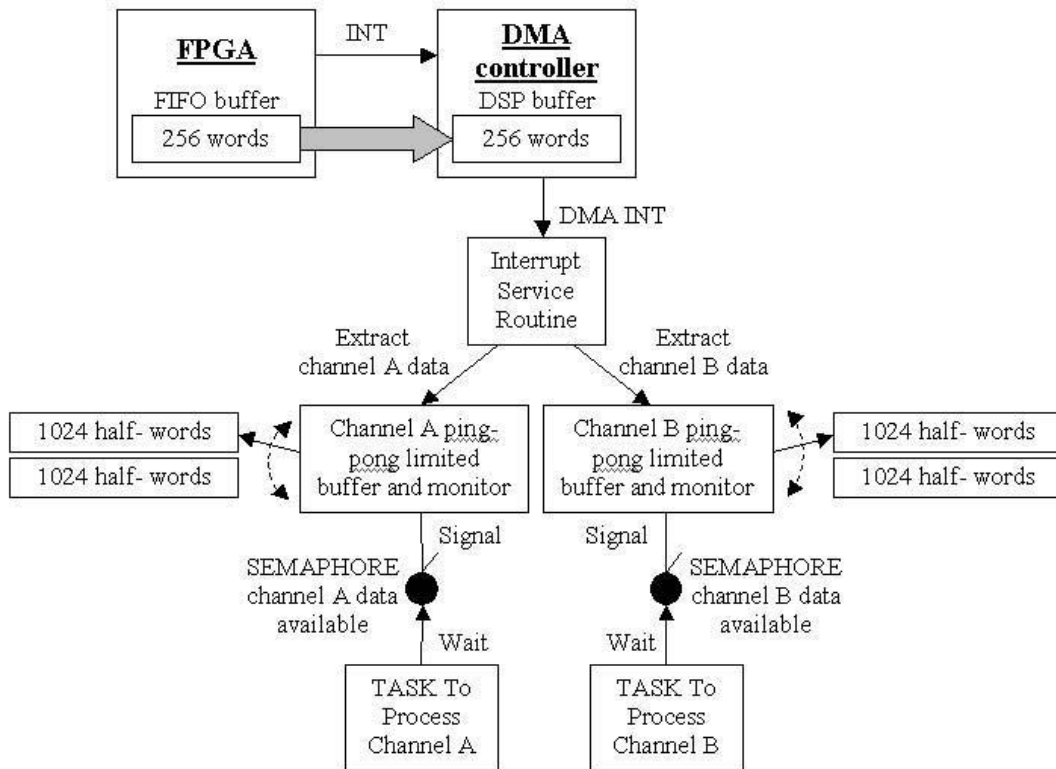 FPGA
INT
DMA
controller
FIFO buffer
DSP buffer
256 words
256 words
DMA INT
Interrupt
Service
Routine
Extract
channel A data
Extract
channel B data
1024 half- words
1024 half- words
Channel A ping-
pong limited
buffer and monitor
Channel B ping-
pong limited
buffer and monitor
1024 half- words
1024 half- words
Signal
SEMAPHORE
channel A data
available
Signal
SEMAPHORE
channel B data
available
Wait
Wait
TASK To
Process
Channel A
TASK To
Process
Channel B